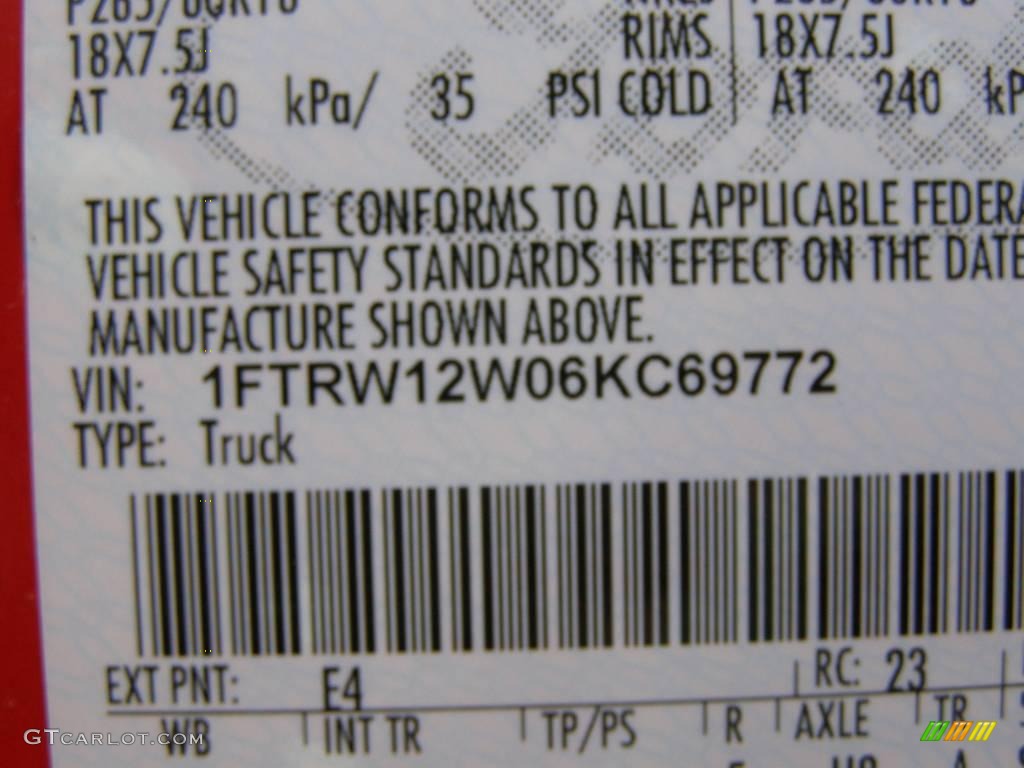 18X7.5J RIMS 18X7.5J
AT 240 kPa/ 35 PSI COLD AT 240 kP
THIS VEHICLE CONFORMS TO ALL APPLICABLE FEDERA
VEHICLE SAFETY STANDARDS IN EFFECT ON THE DATE
MANUFACTURE SHOWN ABOVE.
VIN: 1FTRW12W06KC69772
TYPE: Truck
EXT PNT: E4 RC: 23
WB INT TR TP/PS R AXLE TR
GTCARLOT.COM